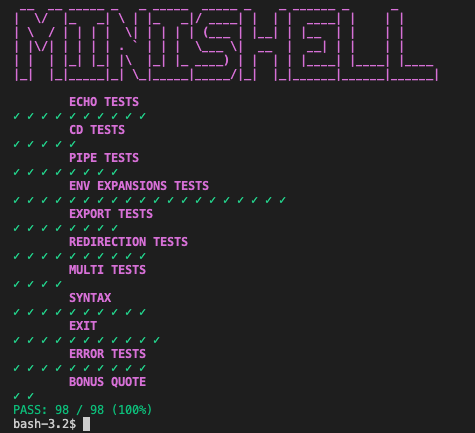 MINISHELL
ECHO TESTS
✓ ✓ ✓ ✓ ✓ ✓ ✓ ✓ ✓ ✓
CD TESTS
✓ ✓ ✓ ✓ ✓
PIPE TESTS
✓ ✓ ✓ ✓ ✓ ✓ ✓ ✓
ENV EXPANSIONS TESTS
✓ ✓ ✓ ✓ ✓ ✓ ✓ ✓ ✓ ✓ ✓ ✓ ✓ ✓ ✓ ✓ ✓ ✓ ✓ ✓
EXPORT TESTS
✓ ✓ ✓ ✓ ✓ ✓ ✓ ✓
REDIRECTION TESTS
✓ ✓ ✓ ✓ ✓ ✓ ✓ ✓ ✓ ✓
MULTI TESTS
✓ ✓ ✓ ✓
SYNTAX
✓ ✓ ✓ ✓ ✓ ✓ ✓ ✓ ✓ ✓
EXIT
✓ ✓ ✓ ✓ ✓ ✓ ✓ ✓ ✓ ✓ ✓
ERROR TESTS
✓ ✓ ✓ ✓ ✓ ✓ ✓ ✓ ✓ ✓
BONUS QUOTE
✓ ✓
PASS: 98 / 98 (100%)
bash-3.2$